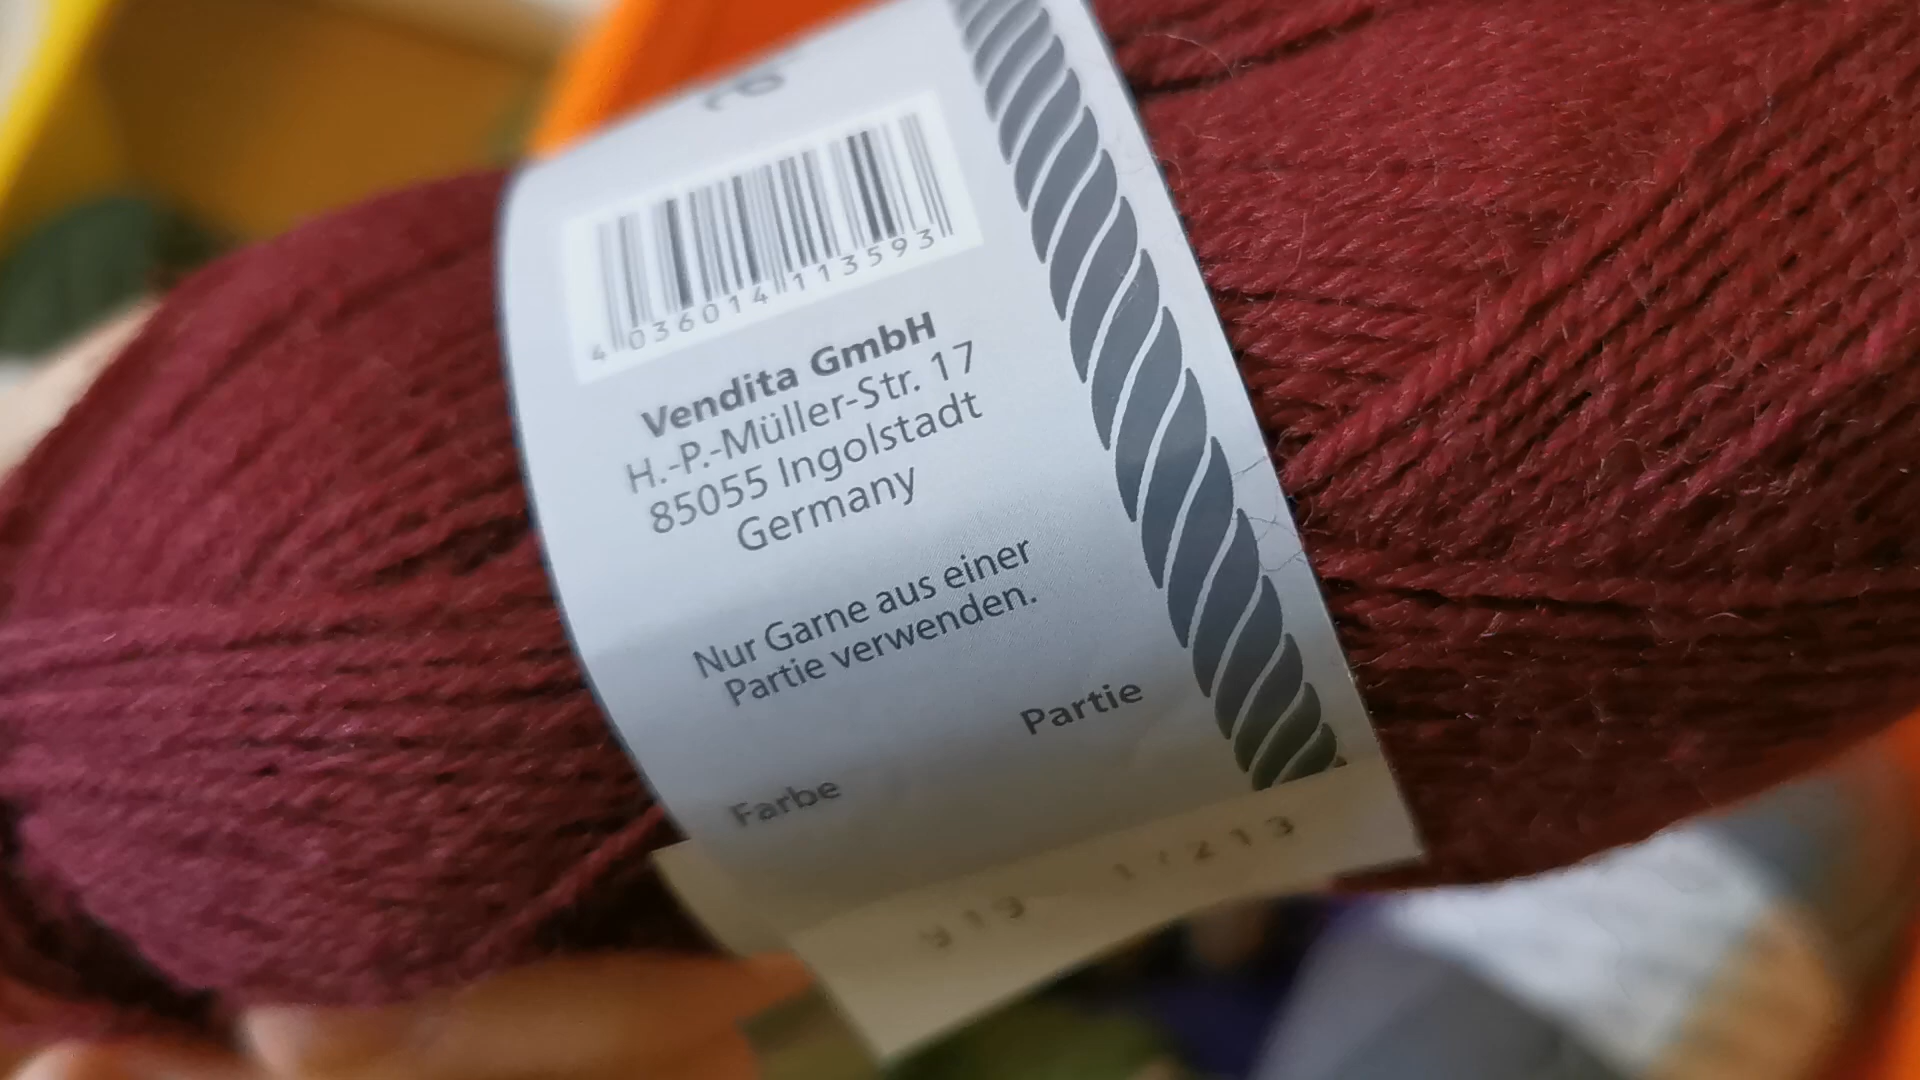 4 036014 113593
Vendita GmbH
H.-P.-Müller-Str. 17
85055 Ingolstadt
Germany
Nur Garne aus einer
Partie verwenden.
Partie
Farbe